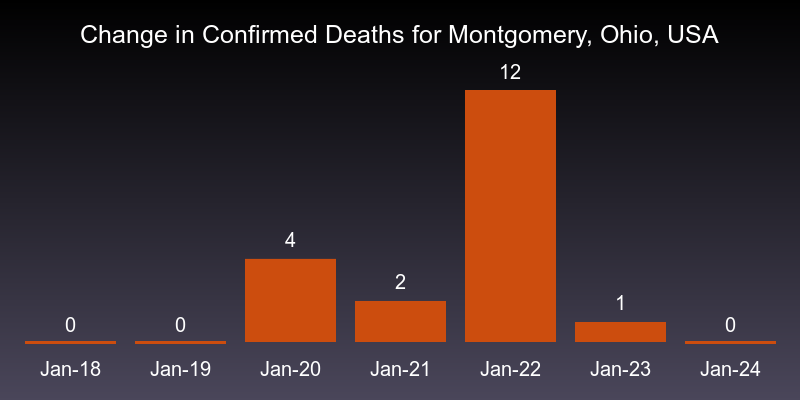 Change in Confirmed Deaths for Montgomery, Ohio, USA
12
4
2
1
0 0 0
Jan-18 Jan-19 Jan-20 Jan-21 Jan-22 Jan-23 Jan-24